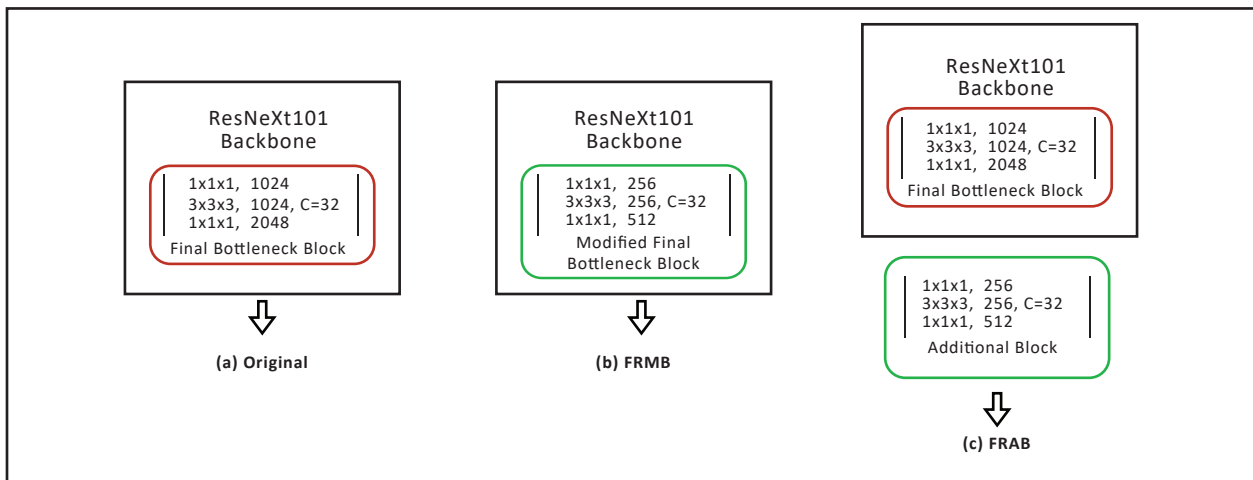 ResNeXt101
Backbone
1x1x1, 1024
3x3x3, 1024, C=32
1x1x1, 2048
Final Bottleneck Block
(a) Original
ResNeXt101
Backbone
1x1x1, 256
3x3x3, 256, C=32
1x1x1, 512
Modified Final
Bottleneck Block
(b) FRMB
ResNeXt101
Backbone
1x1x1, 1024
3x3x3, 1024, C=32
1x1x1, 2048
Final Bottleneck Block
1x1x1, 256
3x3x3, 256, C=32
1x1x1, 512
Additional Block
(c) FRAB